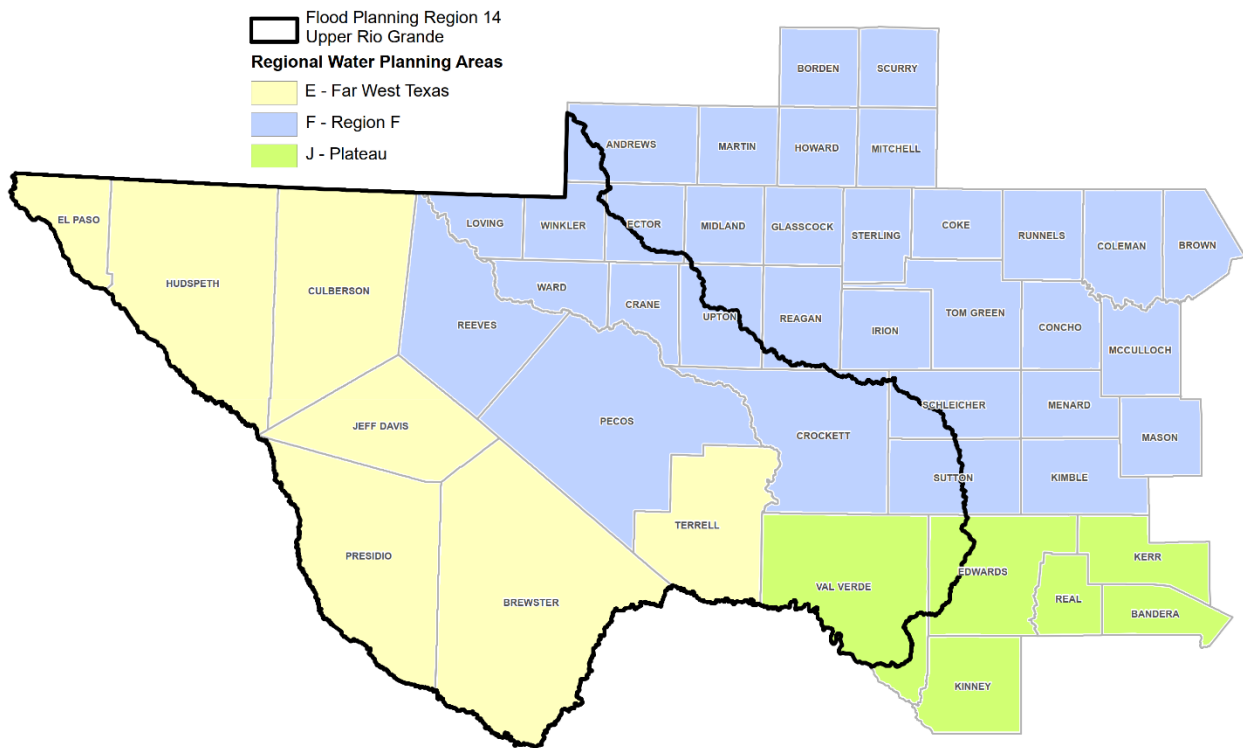 Flood Planning Region 14
Upper Rio Grande
Regional Water Planning Areas
E - Far West Texas
F - Region F
J - Plateau
BORDEN
SCURRY
ANDREWS
MARTIN
HOWARD
MITCHELL
EL PASO
HUDSPETH
CULBERSON
LOVING
WINKLER
ECTOR
MIDLAND
GLASSCOCK
STERLING
COKE
RUNNELS
COLEMAN
BROWN
REEVES
WARD
CRANE
UPTON
REAGAN
IRION
TOM GREEN
CONCHO
MCCULLOCH
JEFF DAVIS
PECOS
CROCKETT
SCHLEICHER
MENARD
MASON
SUTTON
KIMBLE
PRESIDIO
BREWSTER
TERRELL
VAL VERDE
EDWARDS
KERR
REAL
BANDERA
KINNEY